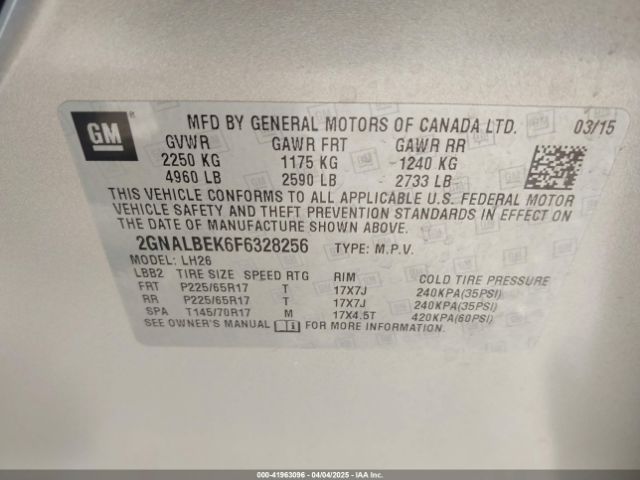 GM
MFD BY GENERAL MOTORS OF CANADA LTD. 03/15
GVWR GAWR FRT GAWR RR
2250 KG 1175 KG 1240 KG
4960 LB 2590 LB 2733 LB
THIS VEHICLE CONFORMS TO ALL APPLICABLE U.S. FEDERAL MOTOR
VEHICLE SAFETY AND THEFT PREVENTION STANDARDS IN EFFECT ON
THE DATE OF MANUFACTURE SHOWN ABOVE.
2GNALBEK6F6328256 TYPE: M.P.V.
MODEL: LH26
LBB2 TIRE SIZE SPEED RTG RIM COLD TIRE PRESSURE
FRT P225/65R17 T 17X7J 240KPA(35PSI)
RR P225/65R17 T 17X7J 240KPA(35PSI)
SPA T145/70R17 M 17X4.5T 420KPA(60PSI)
SEE OWNER'S MANUAL FOR MORE INFORMATION.
000-41963096 - 04/04/2025 - IAA Inc.